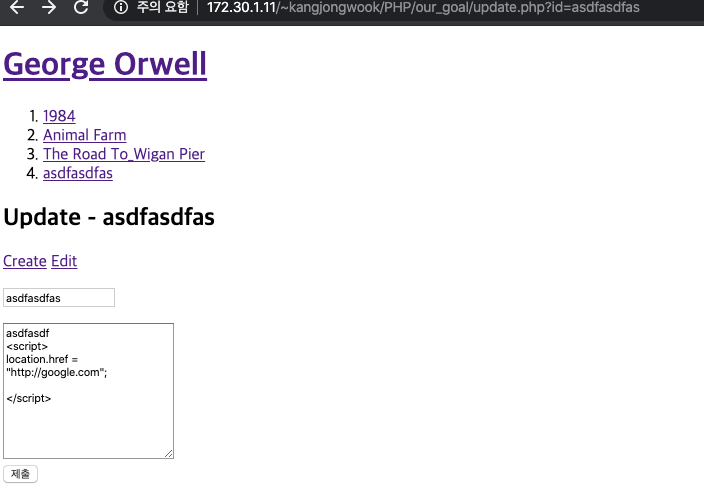 주의 요함 172.30.1.11/~kangjongwook/PHP/our_goal/update.php?id=asdfasdfas
George Orwell
1. 1984
2. Animal Farm
3. The Road To_Wigan Pier
4. asdfasdfas
Update - asdfasdfas
Create Edit
asdfasdfas
asdfasdf
<script>
location.href =
"http://google.com";
</script>
제출